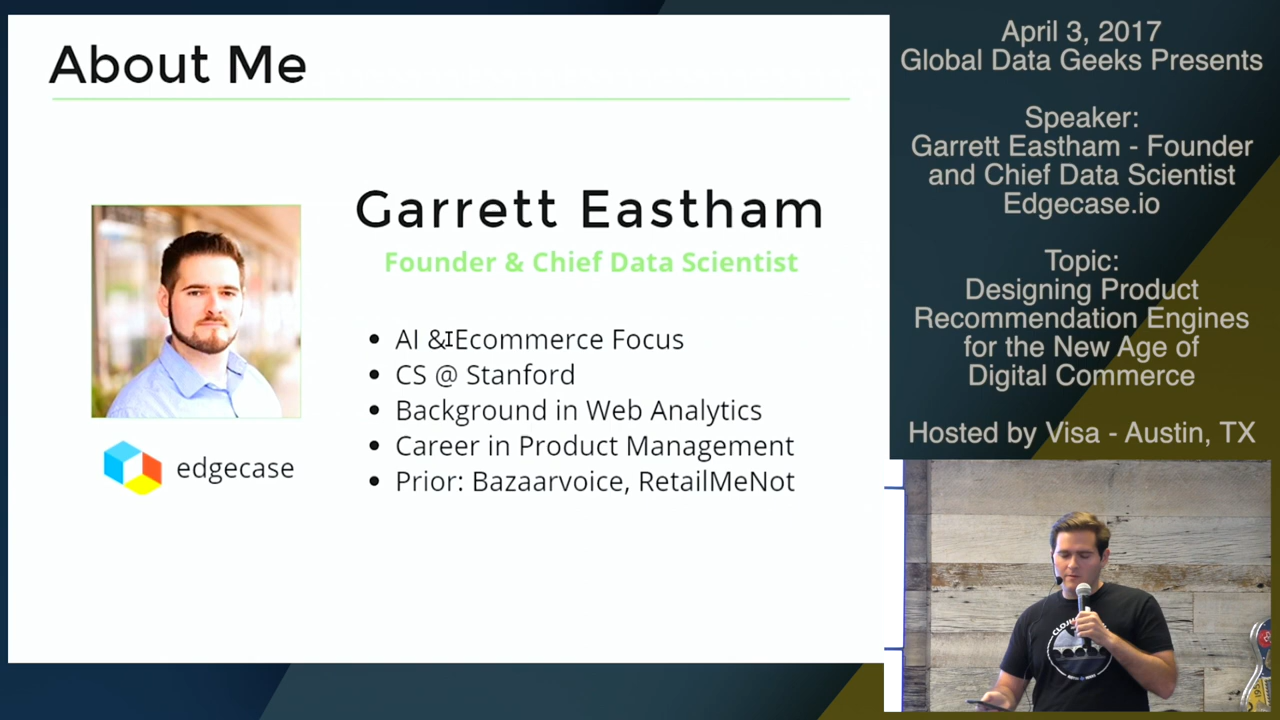 About Me
Garrett Eastham
Founder & Chief Data Scientist
AI & Ecommerce Focus
CS @ Stanford
Background in Web Analytics
Career in Product Management
Prior: Bazaarvoice, RetailMeNot
edgecase
April 3, 2017
Global Data Geeks Presents
Speaker:
Garrett Eastham - Founder
and Chief Data Scientist
Edgecase.io
Topic:
Designing Product
Recommendation Engines
for the New Age of
Digital Commerce
Hosted by Visa - Austin, TX